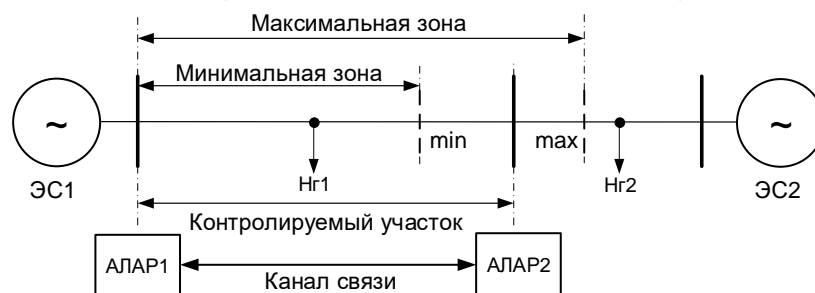 Максимальная зона
Минимальная зона
~
~
min
max
ЭС1
Нг1
Нг2
ЭС2
Контролируемый участок
АЛАР1
АЛАР2
Канал связи